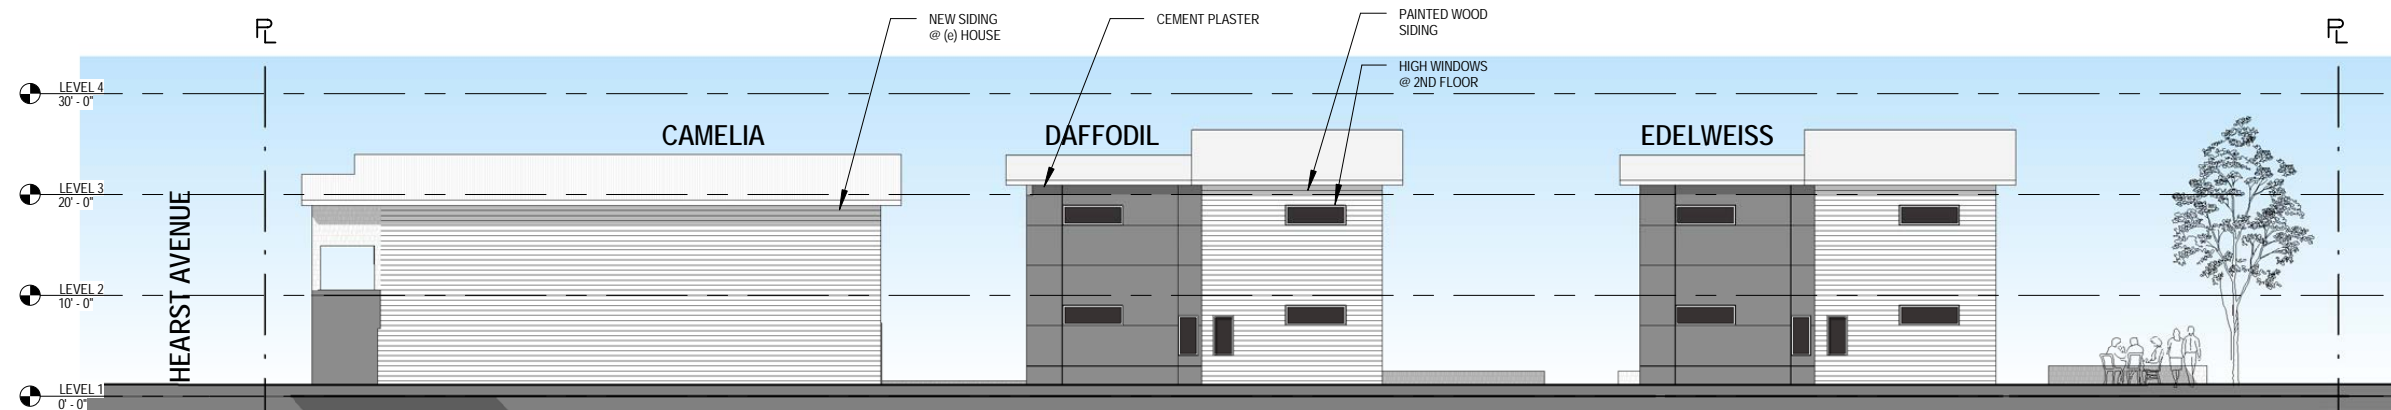 PL
NEW SIDING
@ (e) HOUSE
CEMENT PLASTER
PAINTED WOOD
SIDING
PL
HIGH WINDOWS
@ 2ND FLOOR
LEVEL 4
30' - 0"
CAMELIA
DAFFODIL
EDELWEISS
LEVEL 3
20' - 0"
HEARST AVENUE
LEVEL 2
10' - 0"
LEVEL 1
0' - 0"